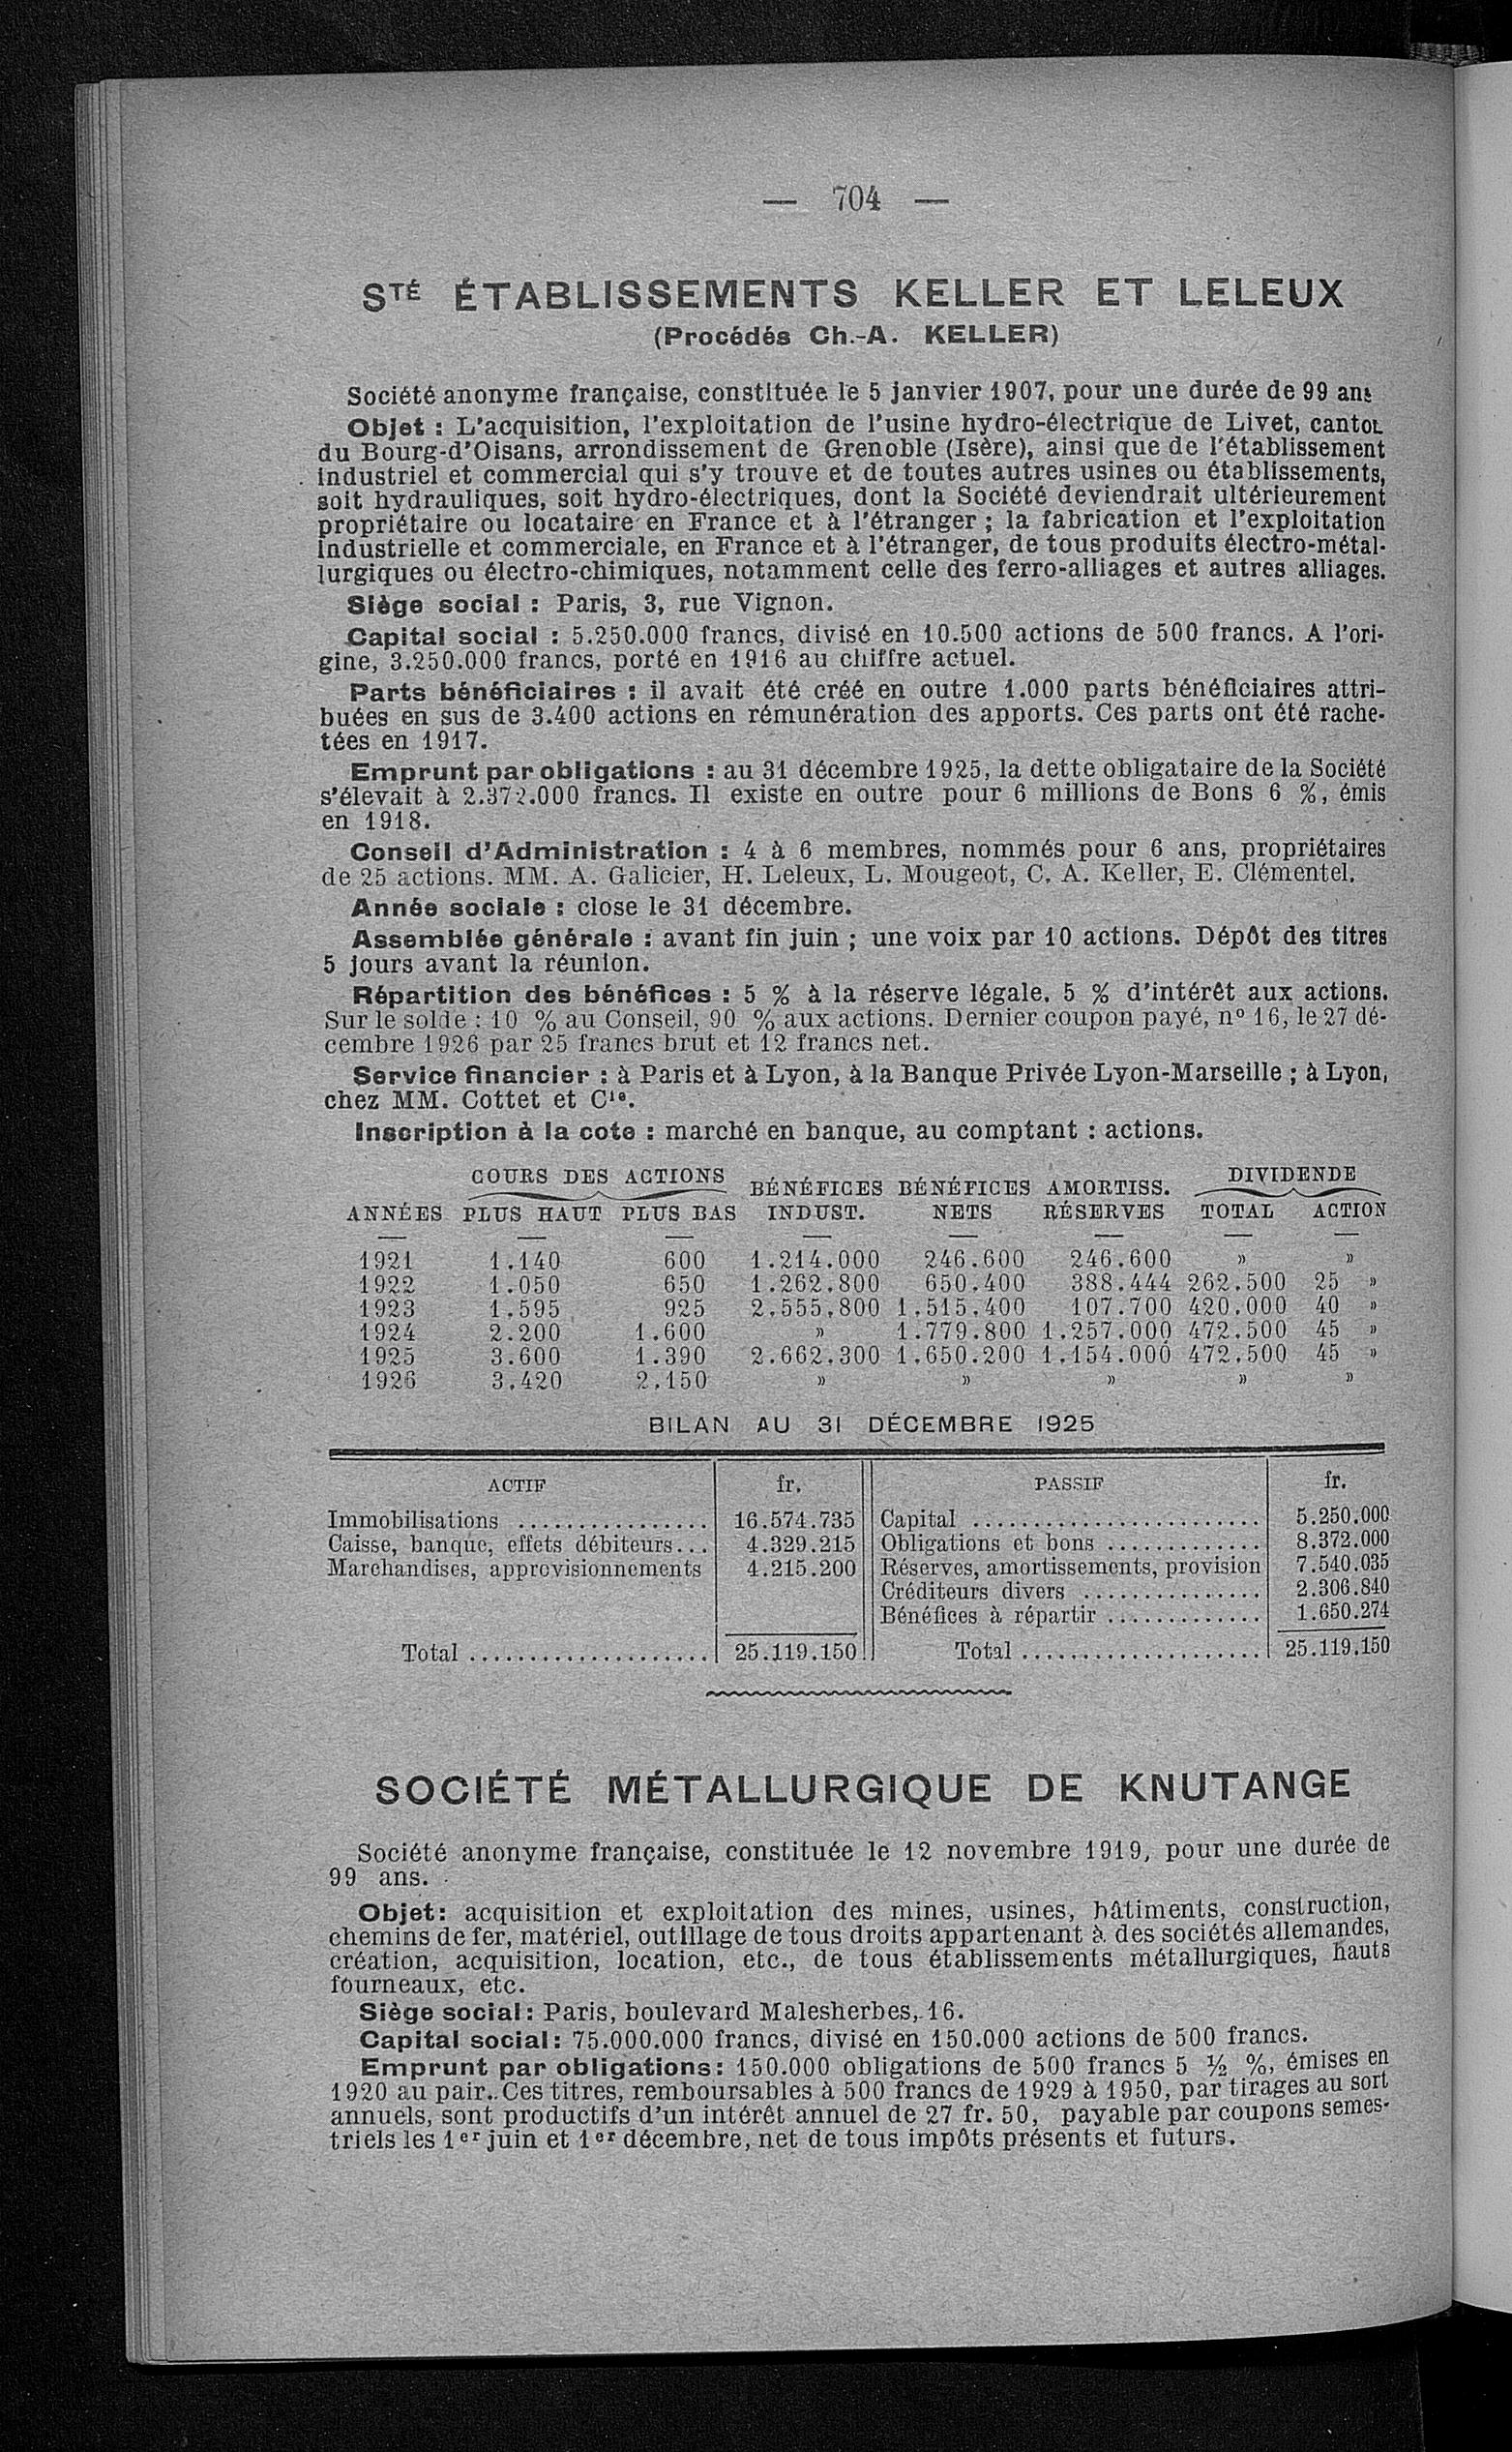 — 704 —
STÉ ÉTABLISSEMENTS KELLER ET LELEUX
(Procédés Ch.-A. KELLER)
Société anonyme française, constituée le 5 janvier 1907, pour une durée de 99 ans
Objet : L'acquisition, l'exploitation de l'usine hydro-électrique de Livet, canton
du Bourg-d'Oisans, arrondissement de Grenoble (Isère), ainsi que de l'établissement
industriel et commercial qui s'y trouve et de toutes autres usines ou établissements,
soit hydrauliques, soit hydro-électriques, dont la Société deviendrait ultérieurement
propriétaire ou locataire en France et à l'étranger ; la fabrication et l'exploitation
industrielle et commerciale, en France et à l'étranger, de tous produits électro-métal-
lurgiques ou électro-chimiques, notamment celle des ferro-alliages et autres alliages.
Siège social : Paris, 3, rue Vignon.
Capital social : 5.250.000 francs, divisé en 10.500 actions de 500 francs. A l'ori-
gine, 3.250.000 francs, porté en 1916 au chiffre actuel.
Parts bénéficiaires : il avait été créé en outre 1.000 parts bénéficiaires attri-
buées en sus de 3.400 actions en rémunération des apports. Ces parts ont été rache-
tées en 1917.
Emprunt par obligations : au 31 décembre 1925, la dette obligataire de la Société
s'élevait à 2.372.000 francs. Il existe en outre pour 6 millions de Bons 6 %, émis
en 1918.
Conseil d'Administration : 4 à 6 membres, nommés pour 6 ans, propriétaires
de 25 actions. MM. A. Galicier, H. Leleux, L. Mougeot, C. A. Keller, E. Clémentel.
Année sociale : close le 31 décembre.
Assemblée générale : avant fin juin ; une voix par 10 actions. Dépôt des titres
5 jours avant la réunion.
Répartition des bénéfices : 5 % à la réserve légale. 5 % d'intérêt aux actions.
Sur le solde : 10 % au Conseil, 90 % aux actions. Dernier coupon payé, nº 16, le 27 dé-
cembre 1926 par 25 francs brut et 12 francs net.
Service financier : à Paris et à Lyon, à la Banque Privée Lyon-Marseille ; à Lyon,
chez MM. Cottet et Cie.
Inscription à la cote : marché en banque, au comptant : actions.
COURS DES ACTIONS BÉNÉFICES BÉNÉFICES AMORTISS. DIVIDENDE
ANNÉES PLUS HAUT PLUS BAS INDUST. NETS RÉSERVES TOTAL ACTION
1921 1.140 600 1.214.000 246.600 246.600 » »
1922 1.050 650 1.262.800 650.400 388.444 262.500 25 »
1923 1.595 925 2.555.800 1.515.400 107.700 420.000 40 »
1924 2.200 1.600 » 1.779.800 1.257.000 472.500 45 »
1925 3.600 1.390 2.662.300 1.650.200 1.154.000 472.500 45 »
1926 3.420 2.150 » » » » »
BILAN AU 31 DÉCEMBRE 1925
ACTIF fr. PASSIF fr.
Immobilisations ................ 16.574.735 Capital ........................ 5.250.000
Caisse, banque, effets débiteurs... 4.329.215 Obligations et bons ............. 8.372.000
Marchandises, approvisionnements 4.215.200 Réserves, amortissements, provision 7.540.035
Créditeurs divers ............... 2.306.840
Bénéfices à répartir ............. 1.650.274
Total .................... 25.119.150 Total .................... 25.119.150
SOCIÉTÉ MÉTALLURGIQUE DE KNUTANGE
Société anonyme française, constituée le 12 novembre 1919, pour une durée de
99 ans.
Objet: acquisition et exploitation des mines, usines, bâtiments, construction,
chemins de fer, matériel, outillage de tous droits appartenant à des sociétés allemandes,
création, acquisition, location, etc., de tous établissements métallurgiques, hauts
fourneaux, etc.
Siège social: Paris, boulevard Malesherbes, 16.
Capital social: 75.000.000 francs, divisé en 150.000 actions de 500 francs.
Emprunt par obligations: 150.000 obligations de 500 francs 5 ½ %, émises en
1920 au pair. Ces titres, remboursables à 500 francs de 1929 à 1950, par tirages au sort
annuels, sont productifs d'un intérêt annuel de 27 fr. 50, payable par coupons semes-
triels les 1er juin et 1er décembre, net de tous impôts présents et futurs.